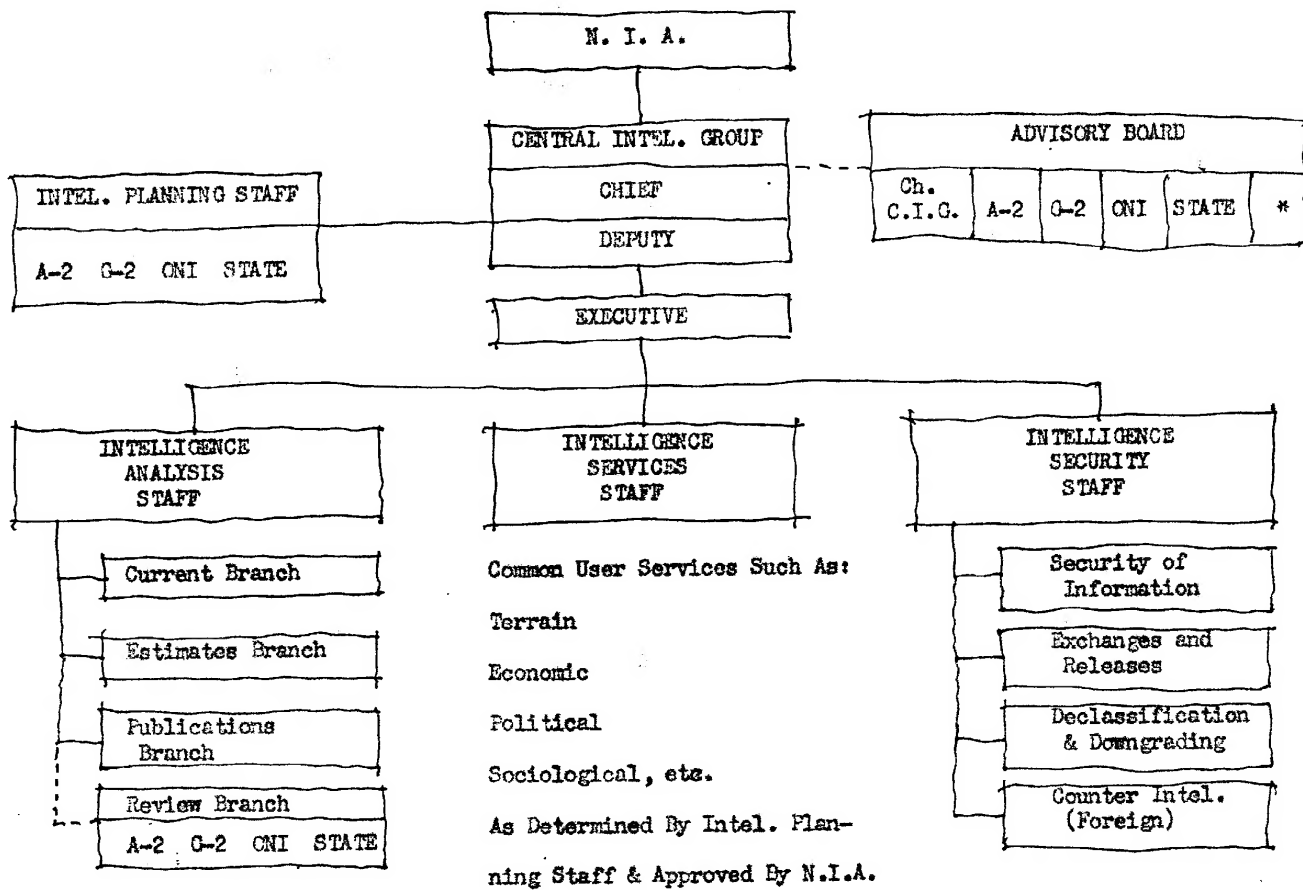 N. I. A.
CENTRAL INTEL. GROUP
CHIEF
DEPUTY
ADVISORY BOARD
Ch.
C.I.G.
A-2
G-2
ONI
STATE
*
INTEL. PLANNING STAFF
A-2 G-2 ONI STATE
EXECUTIVE
INTELLIGENCE
ANALYSIS
STAFF
Current Branch
Estimates Branch
Publications
Branch
Review Branch
A-2 G-2 ONI STATE
INTELLIGENCE
SERVICES
STAFF
Common User Services Such As:
Terrain
Economic
Political
Sociological, etc.
As Determined By Intel. Plan-
ning Staff & Approved By N.I.A.
INTELLIGENCE
SECURITY
STAFF
Security of
Information
Exchanges and
Releases
Declassification
& Downgrading
Counter Intel.
(Foreign)